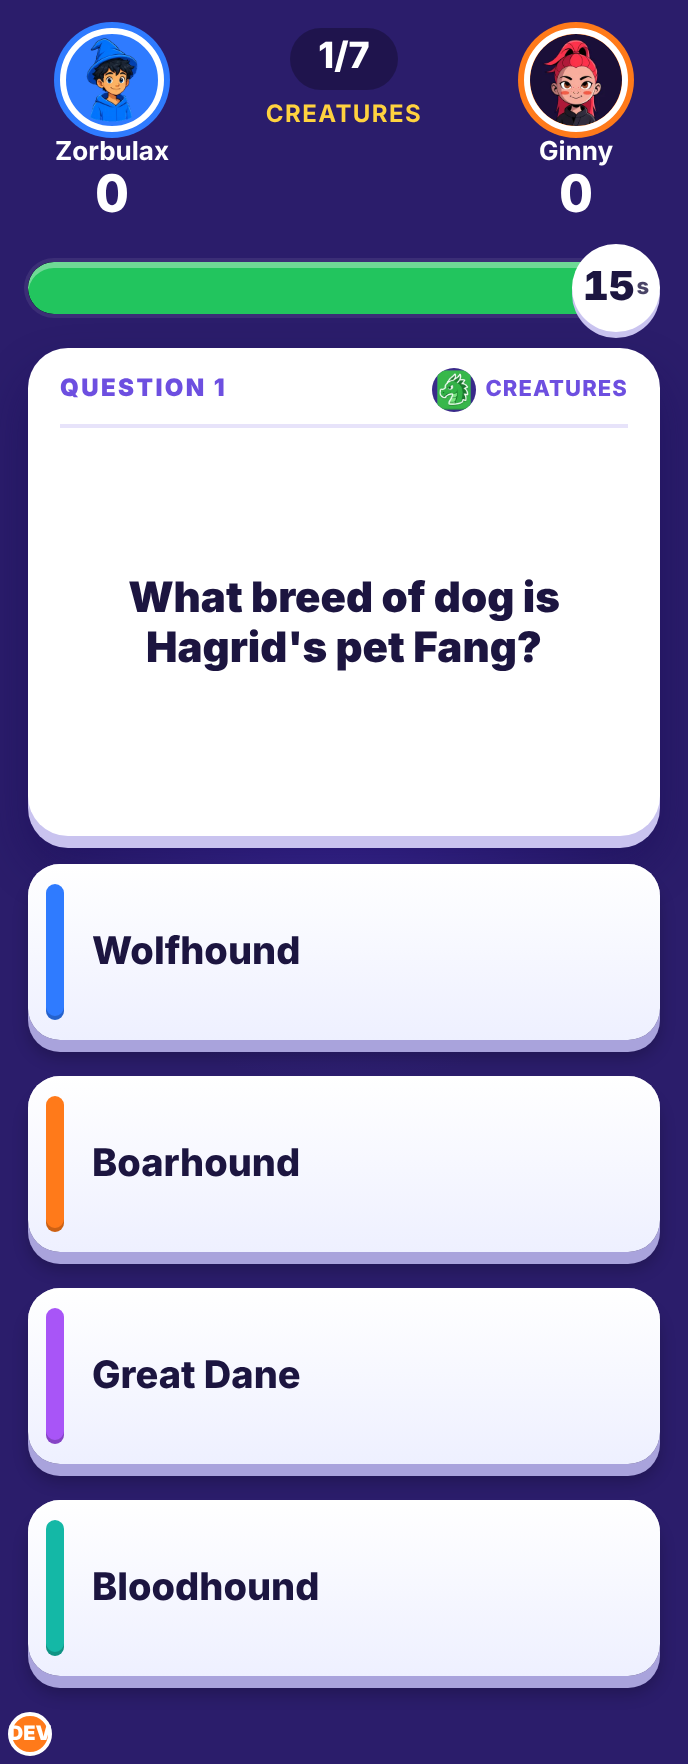 1/7
CREATURES
Zorbulax
0
Ginny
0
15s
QUESTION 1
CREATURES
What breed of dog is
Hagrid's pet Fang?
Wolfhound
Boarhound
Great Dane
Bloodhound
DEV